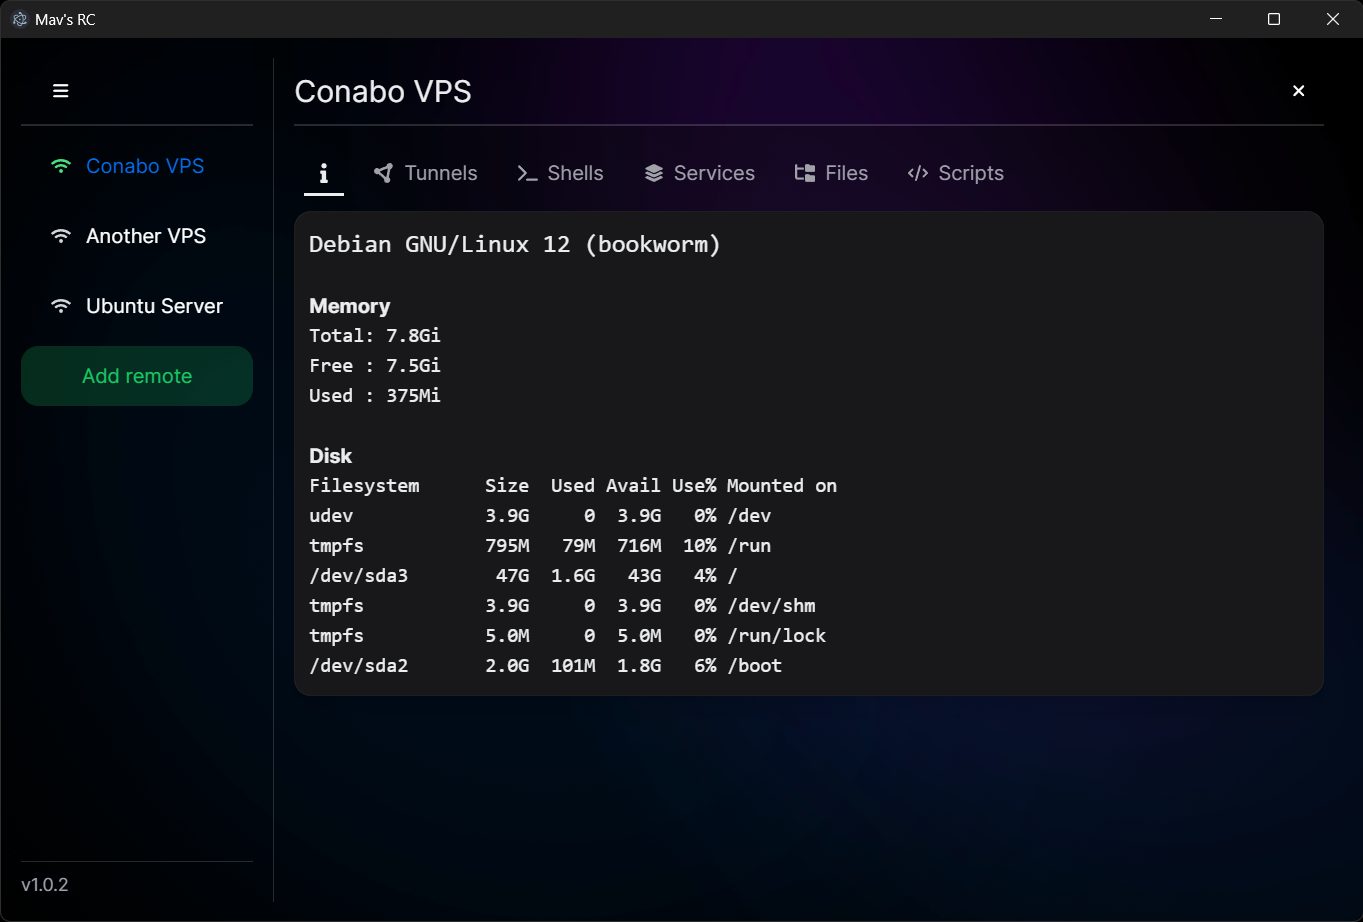 Mav's RC
Conabo VPS
Another VPS
Ubuntu Server
Add remote
v1.0.2
Conabo VPS
Tunnels
Shells
Services
Files
Scripts
Debian GNU/Linux 12 (bookworm)
Memory
Total: 7.8Gi
Free : 7.5Gi
Used : 375Mi
Disk
Filesystem      Size  Used Avail Use% Mounted on
udev            3.9G     0  3.9G   0% /dev
tmpfs           795M   79M  716M  10% /run
/dev/sda3        47G  1.6G   43G   4% /
tmpfs           3.9G     0  3.9G   0% /dev/shm
tmpfs           5.0M     0  5.0M   0% /run/lock
/dev/sda2       2.0G  101M  1.8G   6% /boot